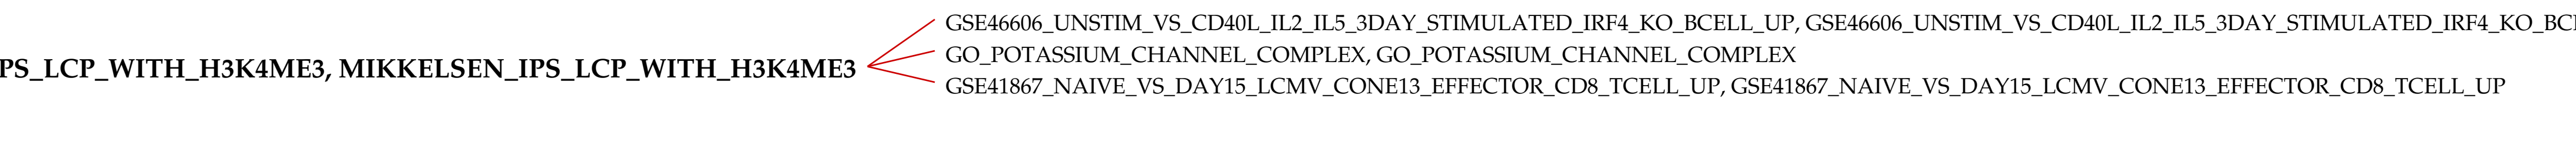 GSE46606_UNSTIM_VS_CD40L_IL2_IL5_3DAY_STIMULATED_IRF4_KO_BCELL_UP, GSE46606_UNSTIM_VS_CD40L_IL2_IL5_3DAY_STIMULATED_IRF4_KO_BC
GO_POTASSIUM_CHANNEL_COMPLEX, GO_POTASSIUM_CHANNEL_COMPLEX
PS_LCP_WITH_H3K4ME3, MIKKELSEN_IPS_LCP_WITH_H3K4ME3
GSE41867_NAIVE_VS_DAY15_LCMV_CONE13_EFFECTOR_CD8_TCELL_UP, GSE41867_NAIVE_VS_DAY15_LCMV_CONE13_EFFECTOR_CD8_TCELL_UP